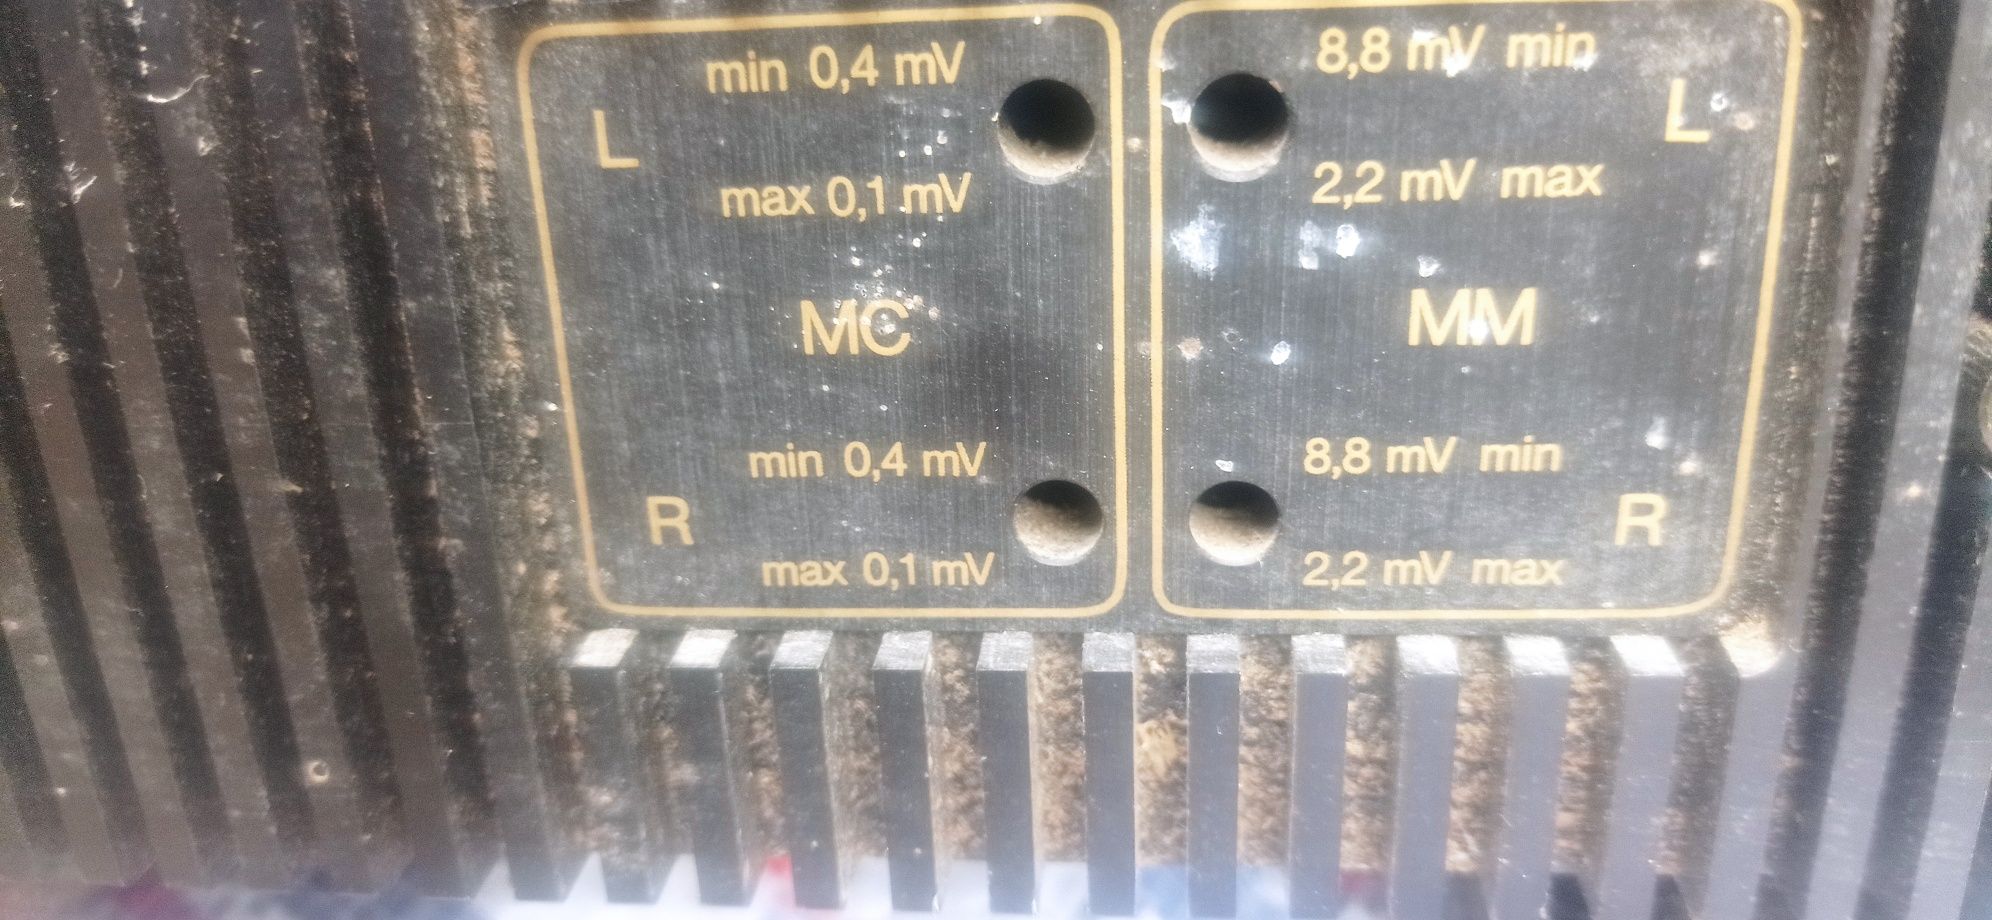 min 0,4 mV
L
max 0,1 mV
MC
min 0,4 mV
R
max 0,1 mV
8,8 mV min
L
2,2 mV max
MM
8,8 mV min
R
2,2 mV max